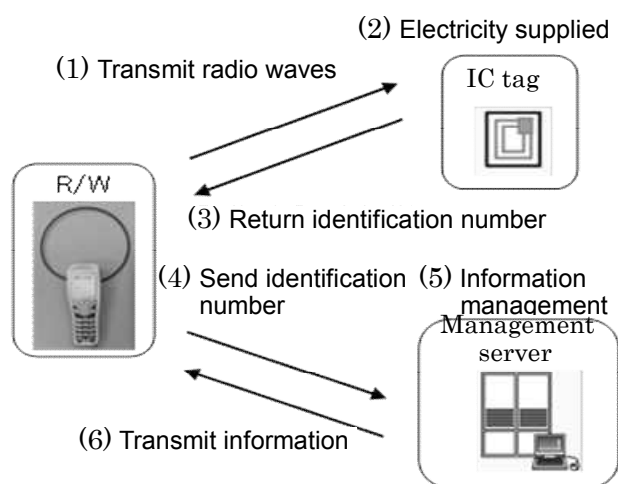 (2) Electricity supplied
(1) Transmit radio waves
IC tag
R/W
(3) Return identification number
(4) Send identification
number
(5) Information
management
Management
server
(6) Transmit information